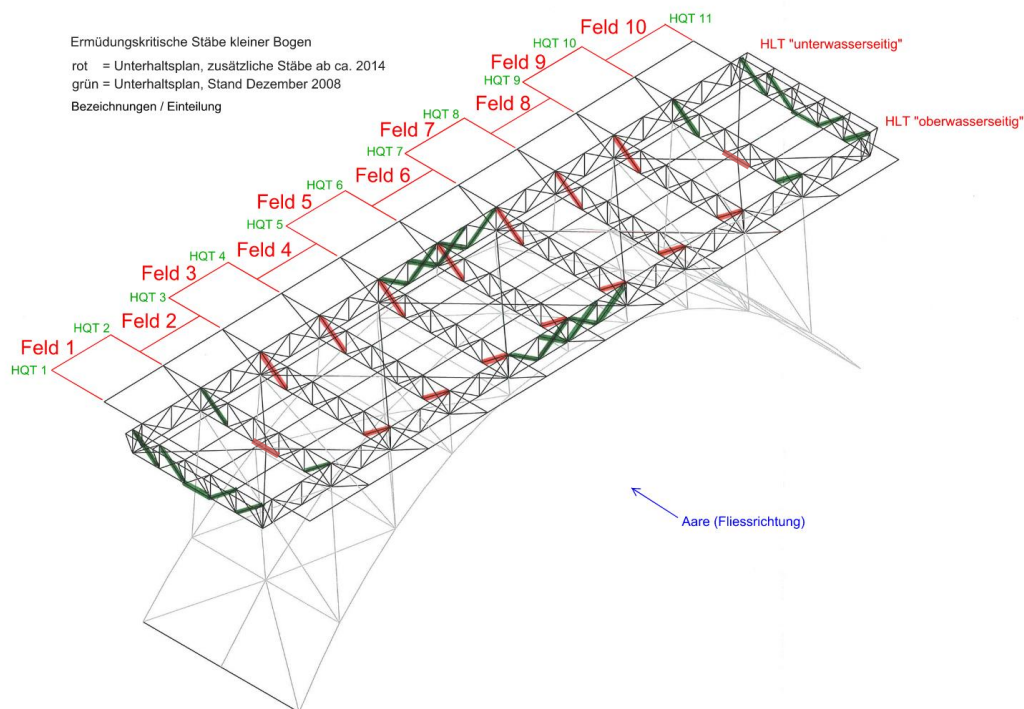 Ermüdungskritische Stäbe kleiner Bogen
rot = Unterhaltsplan, zusätzliche Stäbe ab ca. 2014
grün = Unterhaltsplan, Stand Dezember 2008
Bezeichnungen / Einteilung
HQT 11
Feld 10
HQT 10
HLT "unterwasserseitig"
Feld 9
HQT 9
Feld 8
HQT 8
HLT "oberwasserseitig"
Feld 7
HQT 7
Feld 6
HQT 6
Feld 5
HQT 5
Feld 4
HQT 4
Feld 3
HQT 3
Feld 2
HQT 2
Feld 1
HQT 1
Aare (Fliessrichtung)